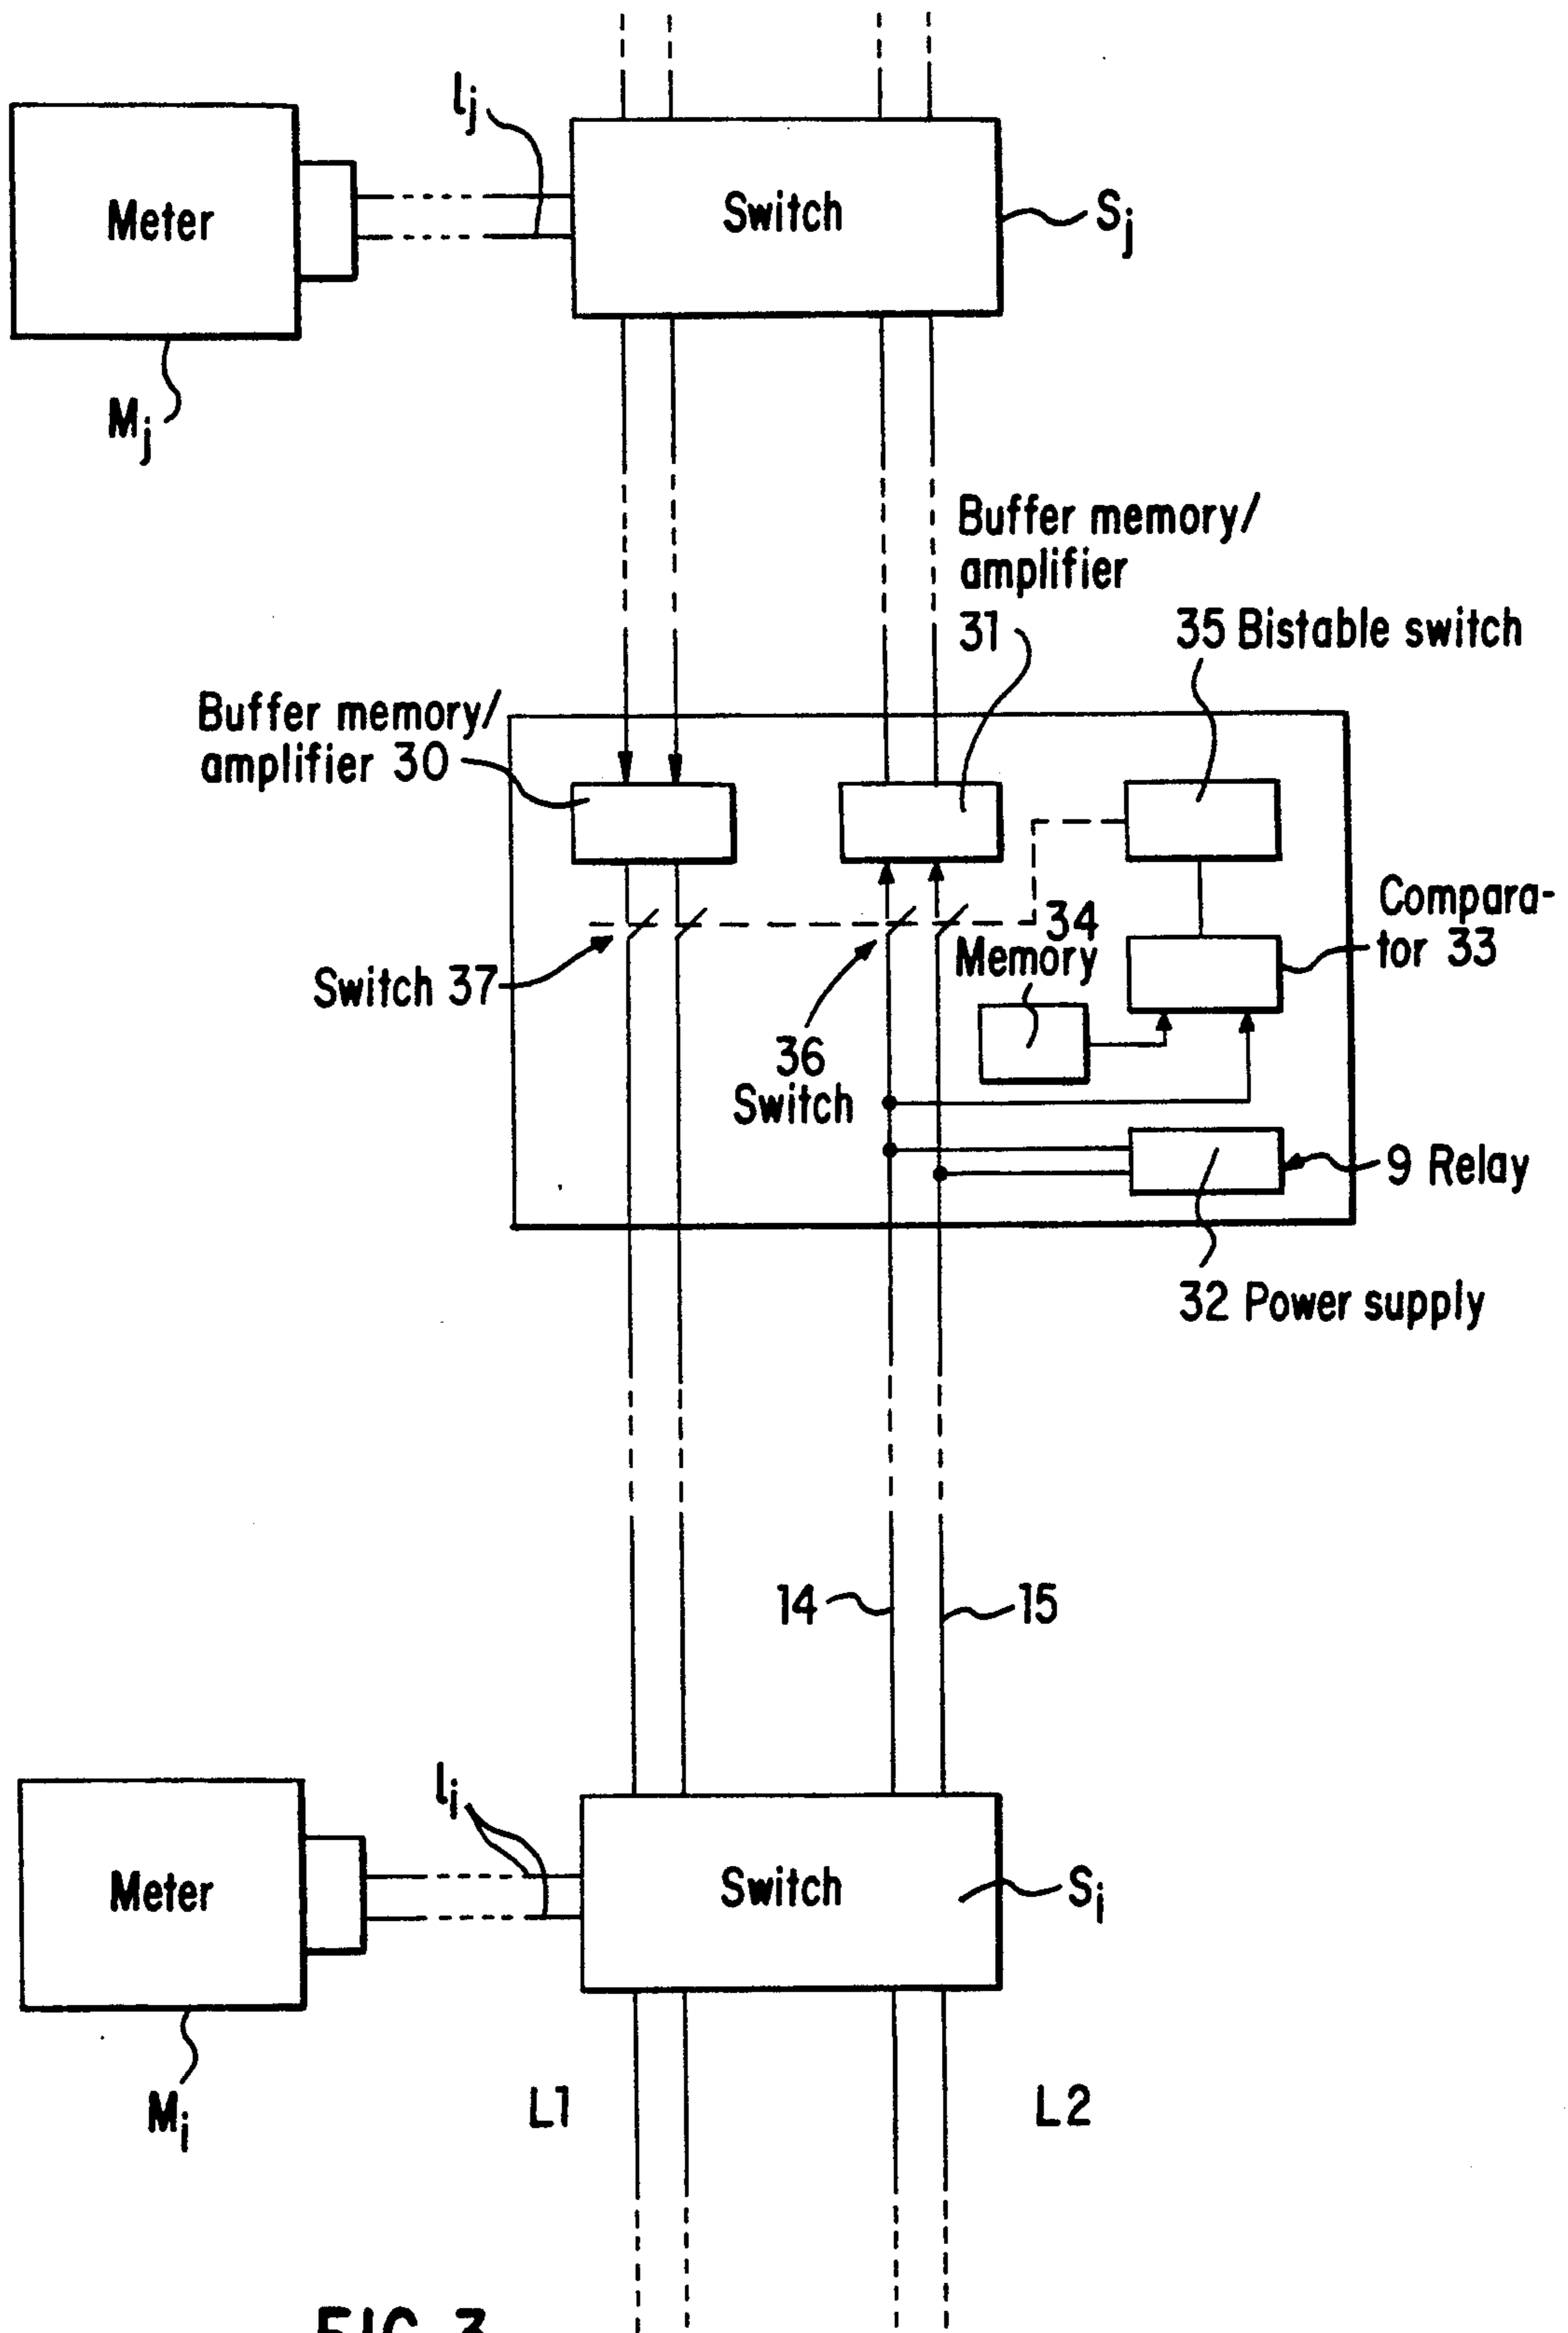 lj
Meter
Switch
Sj
Mj
Buffer memory/
amplifier
31
35 Bistable switch
Buffer memory/
amplifier 30
Compara-
tor 33
34
Memory
Switch 37
36
Switch
9 Relay
32 Power supply
14
15
li
Meter
Switch
Si
Mi
L1
L2
FIG. 3